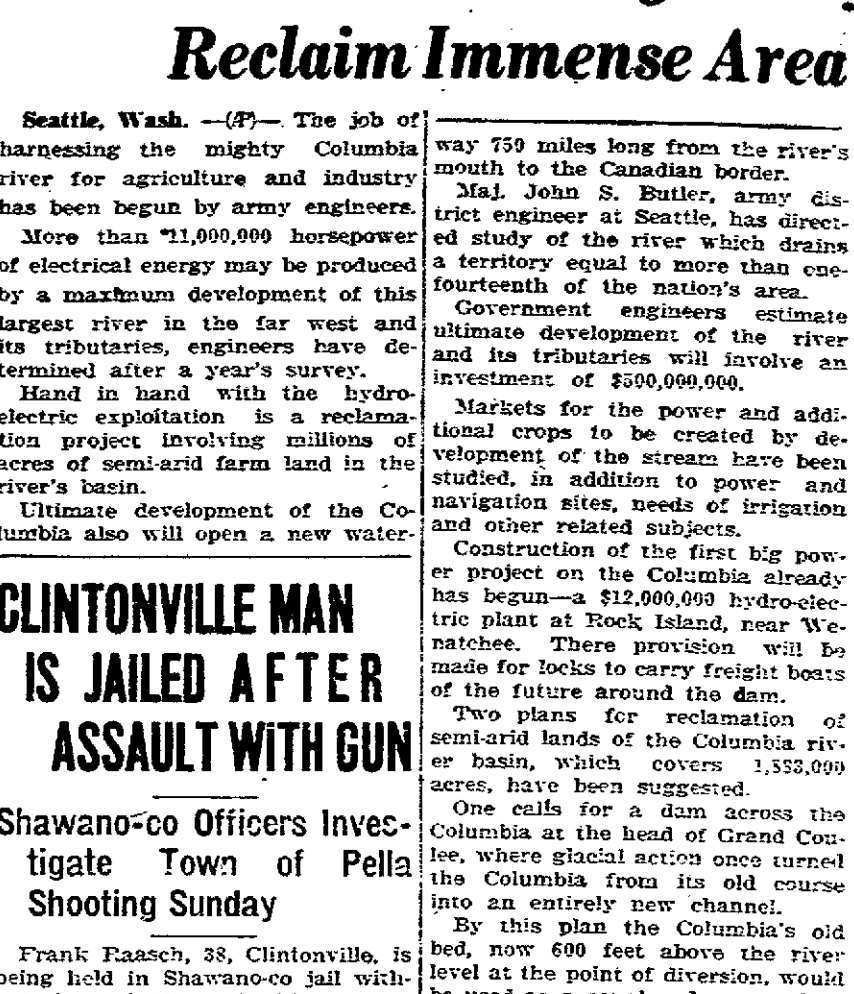 Reclaim Immense Area
Seattle, Wash. —(AP)— The job of
harnessing the mighty Columbia
river for agriculture and industry
has been begun by army engineers.
More than 11,000,000 horsepower
of electrical energy may be produced
by a maximum development of this
largest river in the far west and
its tributaries, engineers have de-
termined after a year's survey.
Hand in hand with the hydro-
electric exploitation is a reclama-
tion project involving millions of
acres of semi-arid farm land in the
river's basin.
Ultimate development of the Co-
lumbia also will open a new water-
way 750 miles long from the river's
mouth to the Canadian border.
Maj. John S. Butler, army dis-
trict engineer at Seattle, has direct-
ed study of the river which drains
a territory equal to more than one-
fourteenth of the nation's area.
Government engineers estimate
ultimate development of the river
and its tributaries will involve an
investment of $500,000,000.
Markets for the power and addi-
tional crops to be created by de-
velopment of the stream have been
studied, in addition to power and
navigation sites, needs of irrigation
and other related subjects.
Construction of the first big pow-
er project on the Columbia already
has begun—a $12,000,000 hydro-elec-
tric plant at Rock Island, near We-
natchee. There provision will be
made for locks to carry freight boats
of the future around the dam.
Two plans for reclamation of
semi-arid lands of the Columbia riv-
er basin, which covers
acres, have been suggested.
One calls for a dam across the
Columbia at the head of Grand Cou-
lee, where glacial action once turned
the Columbia from its old course
into an entirely new channel.
By this plan the Columbia's old
bed, now 600 feet above the river
level at the point of diversion, would
CLINTONVILLE MAN
IS JAILED AFTER
ASSAULT WITH GUN
Shawano-co Officers Inves-
tigate Town of Pella
Shooting Sunday
Frank Raasch, 38, Clintonville, is
being held in Shawano-co jail with-